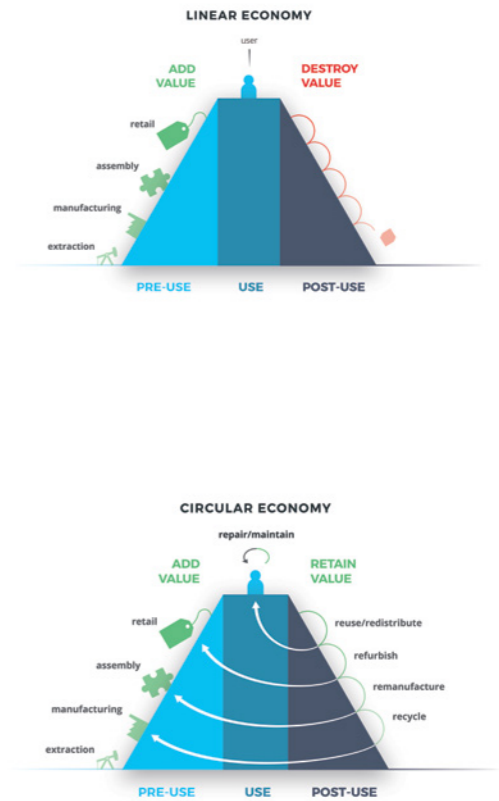 LINEAR ECONOMY
user
ADD
VALUE
DESTROY
VALUE
retail
assembly
manufacturing
extraction
PRE-USE
USE
POST-USE
CIRCULAR ECONOMY
repair/maintain
ADD
VALUE
RETAIN
VALUE
retail
reuse/redistribute
refurbish
assembly
remanufacture
manufacturing
recycle
extraction
PRE-USE
USE
POST-USE